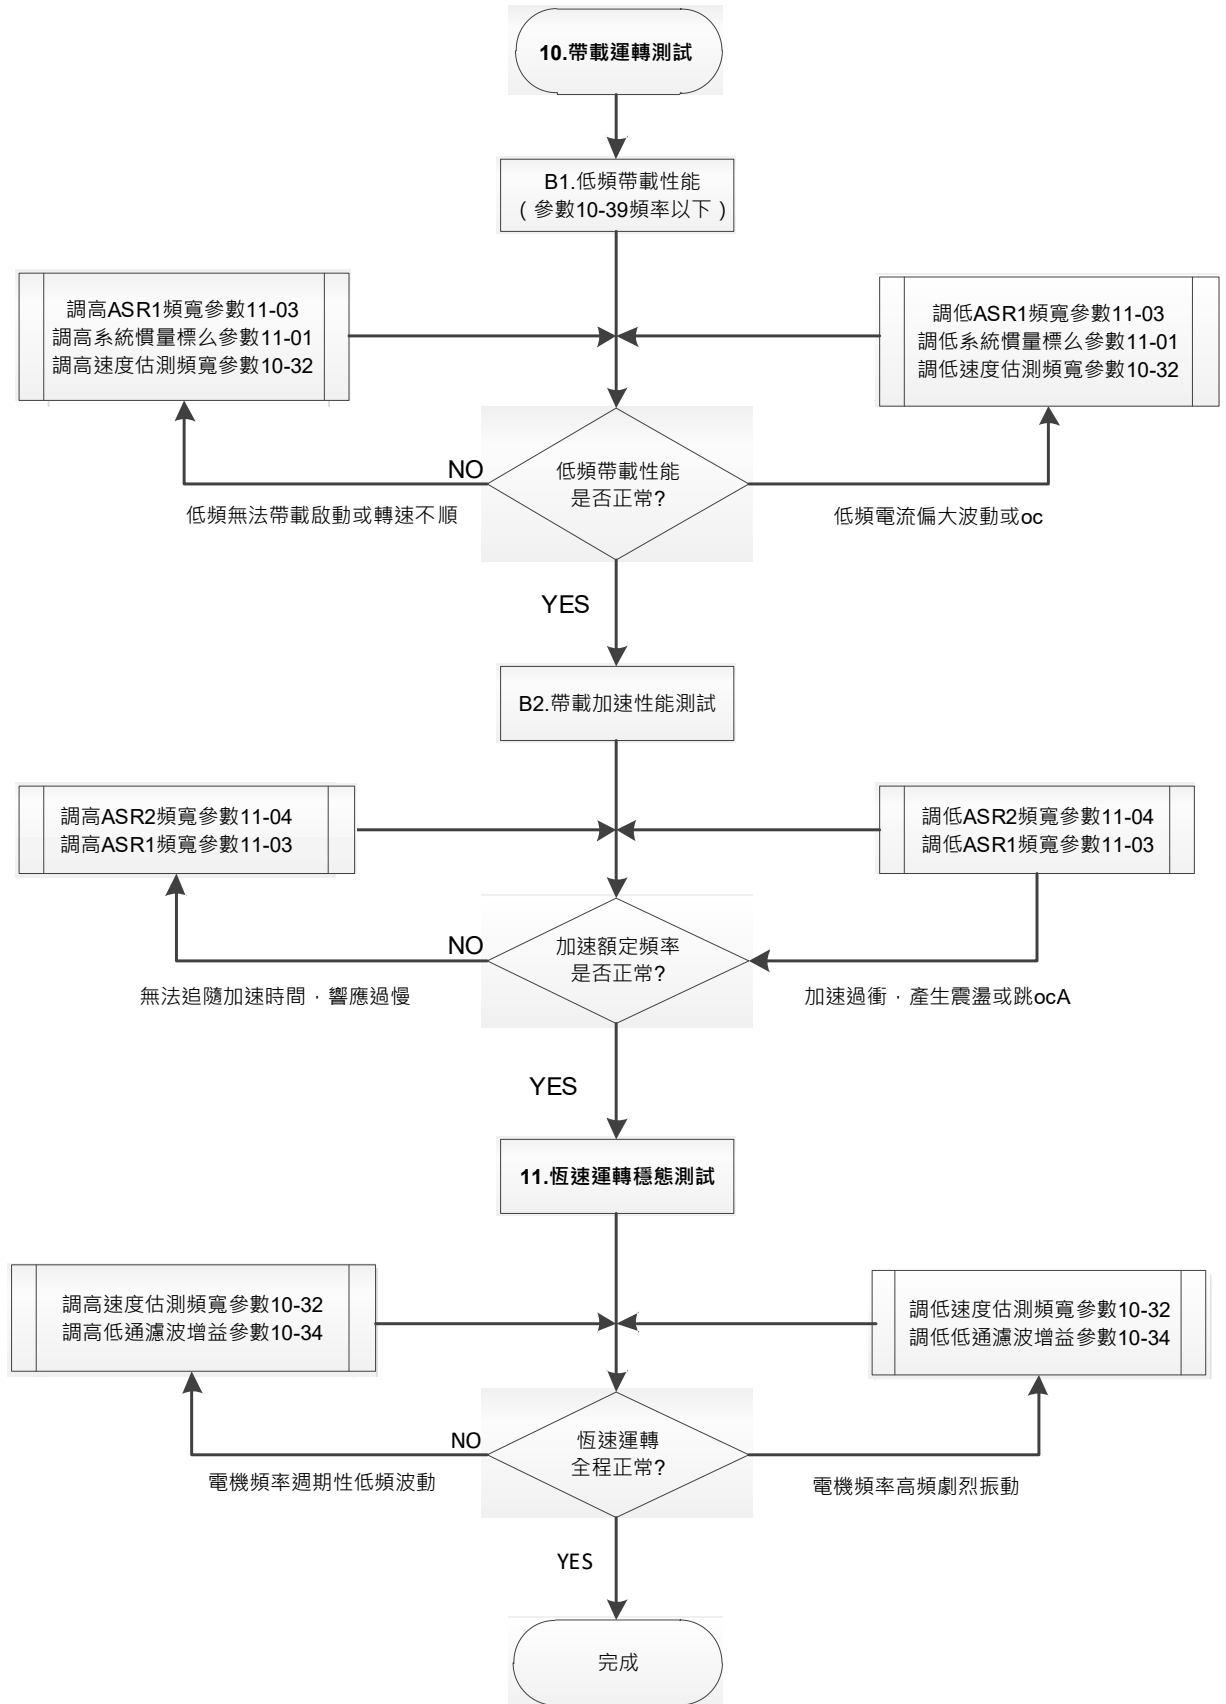 10.帶載運轉測試
B1.低頻帶載性能
（參數10-39頻率以下）
調高ASR1頻寬參數11-03
調高系統慣量標么參數11-01
調高速度估測頻寬參數10-32
調低ASR1頻寬參數11-03
調低系統慣量標么參數11-01
調低速度估測頻寬參數10-32
NO
低頻帶載性能
是否正常?
低頻無法帶載啟動或轉速不順
低頻電流偏大波動或oc
YES
B2.帶載加速性能測試
調高ASR2頻寬參數11-04
調高ASR1頻寬參數11-03
調低ASR2頻寬參數11-04
調低ASR1頻寬參數11-03
NO
加速額定頻率
是否正常?
無法追隨加速時間，響應過慢
加速過衝，產生震盪或跳ocA
YES
11.恆速運轉穩態測試
調高速度估測頻寬參數10-32
調高低通濾波增益參數10-34
調低速度估測頻寬參數10-32
調低低通濾波增益參數10-34
NO
恆速運轉
全程正常?
電機頻率週期性低頻波動
電機頻率高頻劇烈振動
YES
完成